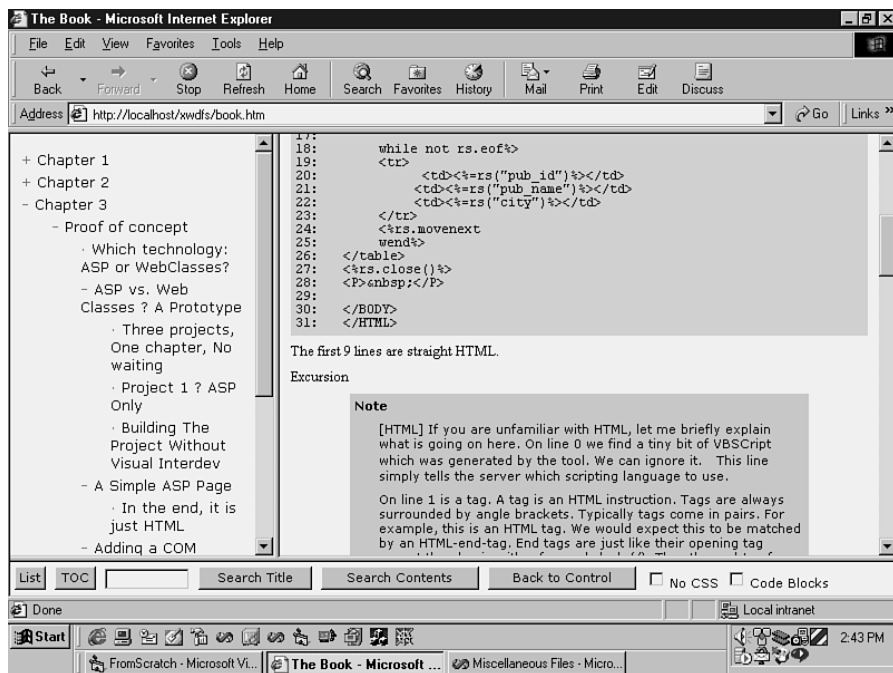 The Book - Microsoft Internet Explorer
File Edit View Favorites Tools Help
Back Forward Stop Refresh Home Search Favorites History Mail Print Edit Discuss
Address http://localhost/xwdfs/book.htm Go Links »
+ Chapter 1
+ Chapter 2
- Chapter 3
- Proof of concept
· Which technology:
ASP or WebClasses?
- ASP vs. Web
Classes ? A Prototype
· Three projects,
One chapter, No
waiting
· Project 1 ? ASP
Only
· Building The
Project Without
Visual Interdev
- A Simple ASP Page
· In the end, it is
just HTML
- Adding a COM
17:
18: while not rs.eof%>
19: <tr>
20: <td><%=rs("pub_id")%></td>
21: <td><%=rs("pub_name")%></td>
22: <td><%=rs("city")%></td>
23: </tr>
24: <%rs.movenext
25: wend%>
26: </table>
27: <%rs.close()%>
28: <P>&nbsp;</P>
29:
30: </BODY>
31: </HTML>
The first 9 lines are straight HTML.
Excursion
Note
[HTML] If you are unfamiliar with HTML, let me briefly explain
what is going on here. On line 0 we find a tiny bit of VBSCript
which was generated by the tool. We can ignore it. This line
simply tells the server which scripting language to use.
On line 1 is a tag. A tag is an HTML instruction. Tags are always
surrounded by angle brackets. Typically tags come in pairs. For
example, this is an HTML tag. We would expect this to be matched
by an HTML-end-tag. End tags are just like their opening tag
List TOC Search Title Search Contents Back to Control No CSS Code Blocks
Done Local intranet
Start 2:43 PM
FromScratch - Microsoft Vi... The Book - Microsoft ... Miscellaneous Files - Micro...